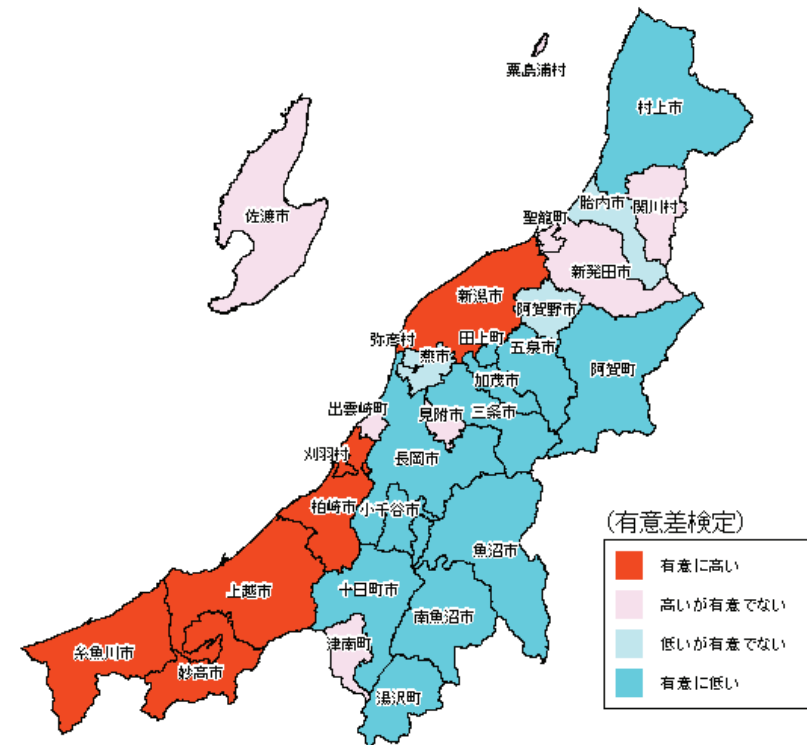 粟島浦村
村上市
佐渡市
胎内市
関川村
聖籠町
新発田市
新潟市
阿賀野市
弥彦村
燕市
田上町
五泉市
阿賀町
加茂市
出雲崎町
見附市
三条市
刈羽村
長岡市
柏崎市
小千谷市
魚沼市
上越市
十日町市
南魚沼市
糸魚川市
妙高市
津南町
湯沢町
(有意差検定)
有意に高い
高いが有意でない
低いが有意でない
有意に低い